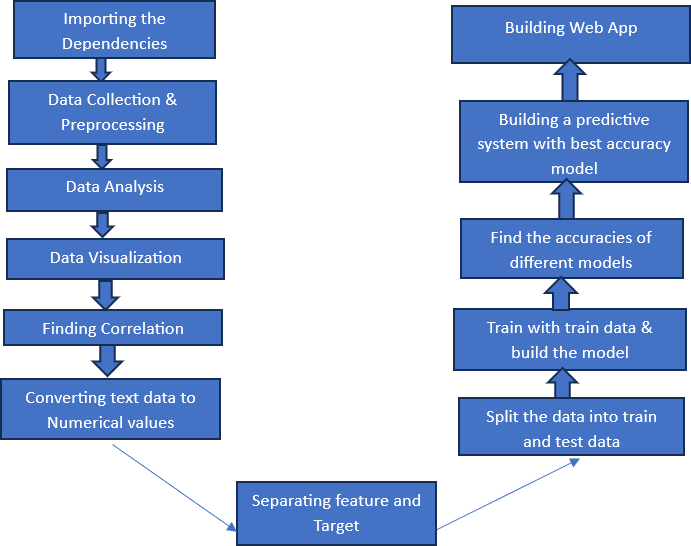 Importing the
Dependencies
Data Collection &
Preprocessing
Data Analysis
Data Visualization
Finding Correlation
Converting text data to
Numerical values
Separating feature and
Target
Split the data into train
and test data
Train with train data &
build the model
Find the accuracies of
different models
Building a predictive
system with best accuracy
model
Building Web App